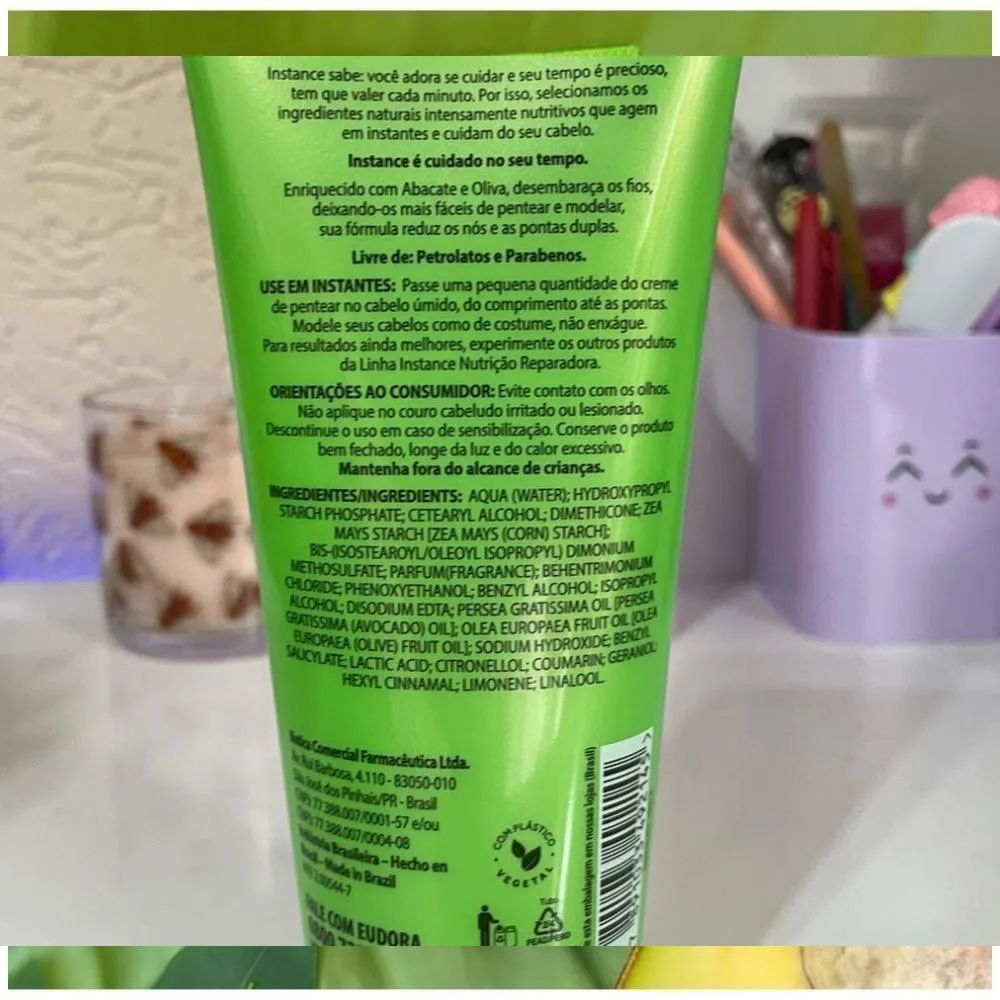 Instance sabe: você adora se cuidar e seu tempo é precioso,
tem que valer cada minuto. Por isso, selecionamos os
ingredientes naturais intensamente nutritivos que agem
em instantes e cuidam do seu cabelo.
Instance é cuidado no seu tempo.
Enriquecido com Abacate e Oliva, desembaraça os fios,
deixando-os mais fáceis de pentear e modelar,
sua fórmula reduz os nós e as pontas duplas.
Livre de: Petrolatos e Parabenos.
USE EM INSTANTES: Passe uma pequena quantidade do creme
de pentear no cabelo úmido, do comprimento até as pontas.
Modele seus cabelos como de costume, não enxágue.
Para resultados ainda melhores, experimente os outros produtos
da Linha Instance Nutrição Reparadora.
ORIENTAÇÕES AO CONSUMIDOR: Evite contato com os olhos.
Não aplique no couro cabeludo irritado ou lesionado.
Descontinue o uso em caso de sensibilização. Conserve o produto
bem fechado, longe da luz e do calor excessivo.
Mantenha fora do alcance de crianças.
INGREDIENTES/INGREDIENTS: AQUA (WATER); HYDROXYPROPYL
STARCH PHOSPHATE; CETEARYL ALCOHOL; DIMETHICONE; ZEA
MAYS STARCH [ZEA MAYS (CORN) STARCH];
BIS-(ISOSTEAROYL/OLEOYL ISOPROPYL) DIMONIUM
METHOSULFATE; PARFUM(FRAGRANCE); BEHENTRIMONIUM
CHLORIDE; PHENOXYETHANOL; BENZYL ALCOHOL; ISOPROPYL
ALCOHOL; DISODIUM EDTA; PERSEA GRATISSIMA OIL [PERSEA
GRATISSIMA (AVOCADO) OIL]; OLEA EUROPAEA FRUIT OIL [OLEA
EUROPAEA (OLIVE) FRUIT OIL]; SODIUM HYDROXIDE; BENZYL
SALICYLATE; LACTIC ACID; CITRONELLOL; COUMARIN; GERANIOL;
HEXYL CINNAMAL; LIMONENE; LINALOOL.
Comercial Farmacêutica Ltda.
Av. Rui Barbosa, 4.110 - 83050-010
São José dos Pinhais/PR - Brasil
77.388.007/0001-57 e/ou
77.388.007/0004-08
Indústria Brasileira - Hecho en
Brasil - Made in Brazil
2.00544-7
FALE COM EUDORA
COM PLÁSTICO
VEGETAL
Tubo
esta embalagem em nossas lojas (Brasil)